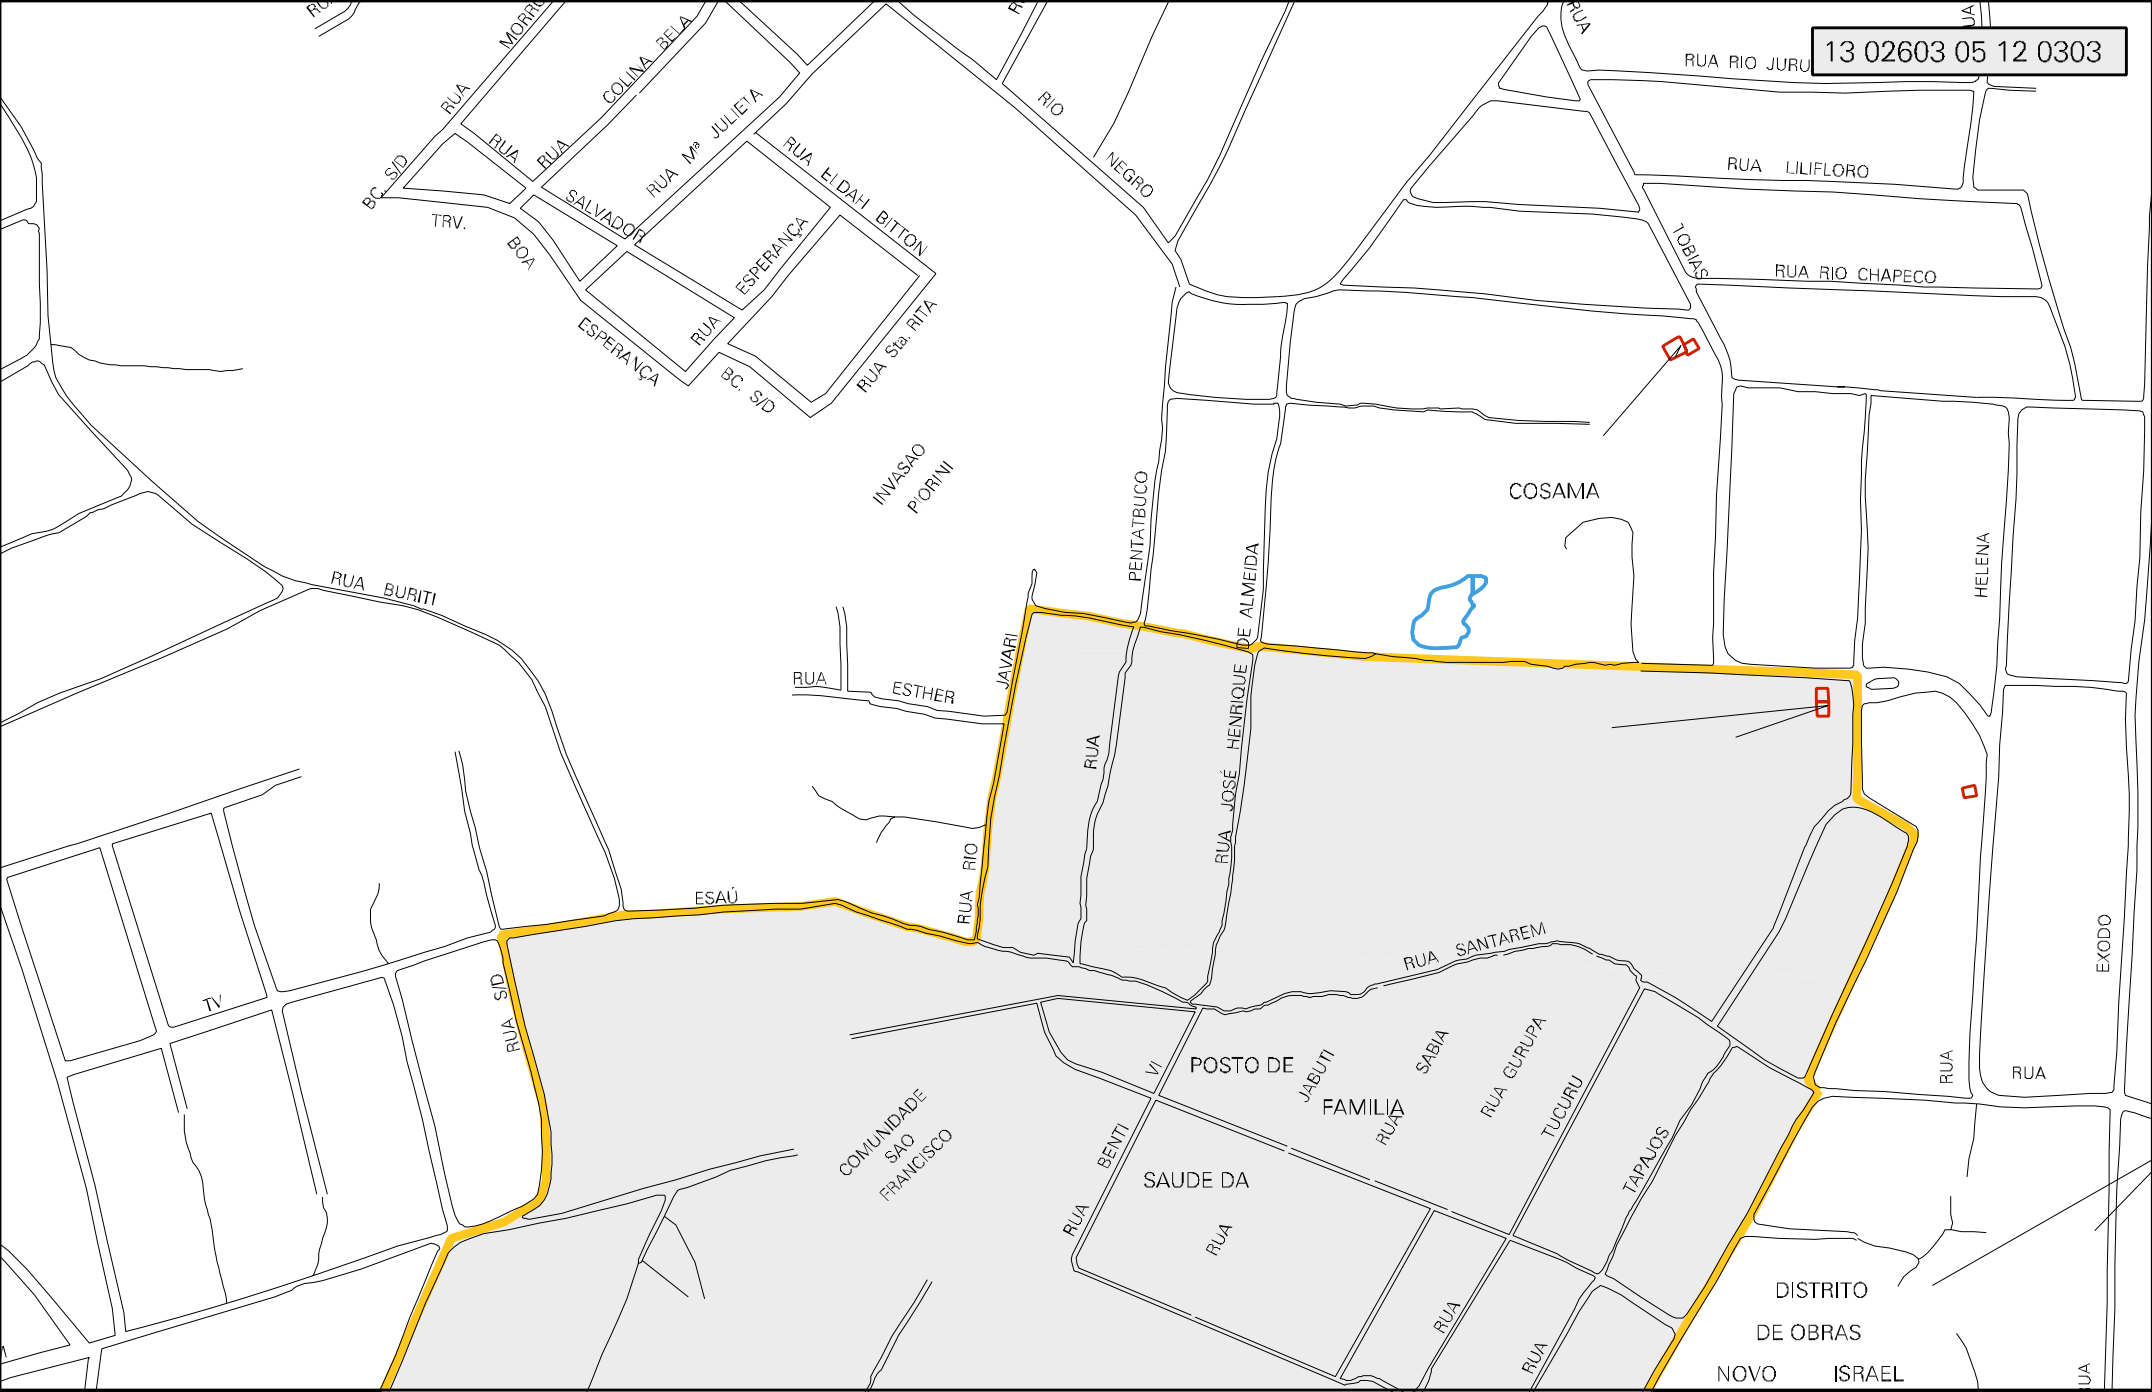 13 02603 05 12 0303
RUA
MORRO
RUA
COLINA BELA
RUA
RUA Mª JULIETA
RUA
SALVADOR
BC. S/D
TRV.
BOA
ESPERANÇA
RUA ELDAH BITTON
ESPERANÇA
RUA
RUA Sta. RITA
BC. S/D
RIO
NEGRO
RUA
TOBIAS
RUA RIO JURU
RUA LILIFLORO
RUA RIO CHAPECO
INVASAO
PIORINI
PENTATBUCO
RUA
COSAMA
HELENA
RUA
RUA BURITI
RUA JOSÉ HENRIQUE DE ALMEIDA
RUA RIO JAVARI
RUA ESTHER
ESAÚ
RUA S/D
TV
RUA SANTAREM
EXODO
RUA
RUA BENTI VI
POSTO DE
FAMILIA
SAUDE DA
RUA
JABUTI
RUA
SABIA
RUA GURUPA
RUA
TUCURU
RUA
TAPAJOS
COMUNIDADE
SAO
FRANCISCO
RUA
DISTRITO
DE OBRAS
NOVO ISRAEL